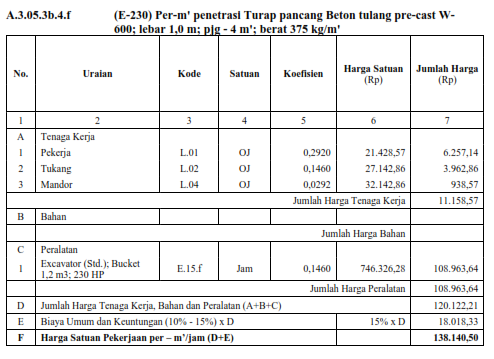 A.3.05.3b.4.f (E-230) Per-m' penetrasi Turap pancang Beton tulang pre-cast W-
600; lebar 1,0 m; pjg - 4 m'; berat 375 kg/m'
No. Uraian Kode Satuan Koefisien Harga Satuan (Rp) Jumlah Harga (Rp)
1 2 3 4 5 6 7
A Tenaga Kerja
1 Pekerja L.01 OJ 0,2920 21.428,57 6.257,14
2 Tukang L.02 OJ 0,1460 27.142,86 3.962,86
3 Mandor L.04 OJ 0,0292 32.142,86 938,57
Jumlah Harga Tenaga Kerja 11.158,57
B Bahan
Jumlah Harga Bahan
C Peralatan
1 Excavator (Std.); Bucket
1,2 m3; 230 HP E.15.f Jam 0,1460 746.326,28 108.963,64
Jumlah Harga Peralatan 108.963,64
D Jumlah Harga Tenaga Kerja, Bahan dan Peralatan (A+B+C) 120.122,21
E Biaya Umum dan Keuntungan (10% - 15%) x D 15% x D 18.018,33
F Harga Satuan Pekerjaan per – m'/jam (D+E) 138.140,50